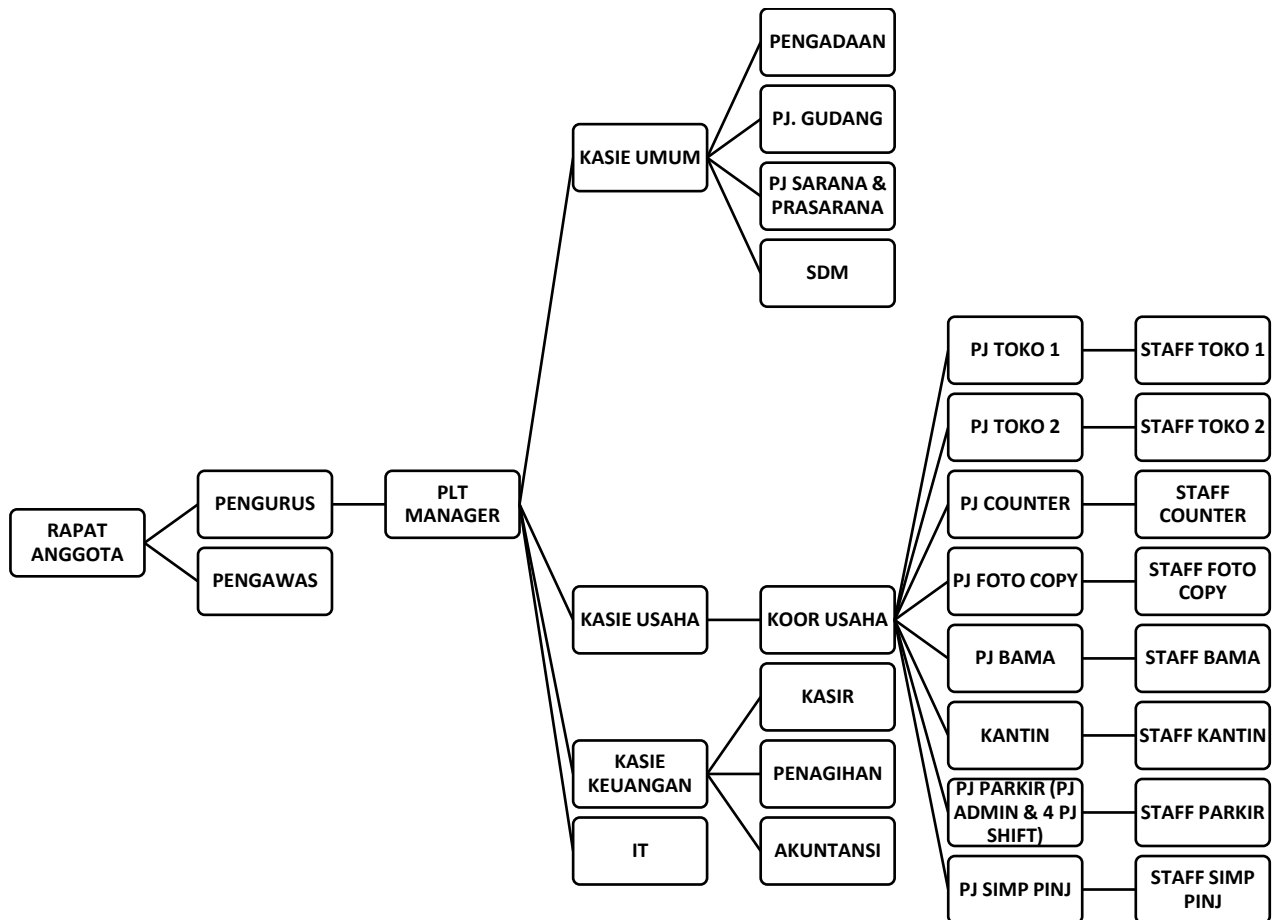 RAPAT
ANGGOTA
PENGURUS
PENGAWAS
PLT
MANAGER
KASIE UMUM
PENGADAAN
PJ. GUDANG
PJ SARANA &
PRASARANA
SDM
KASIE USAHA
KOOR USAHA
PJ TOKO 1
STAFF TOKO 1
PJ TOKO 2
STAFF TOKO 2
PJ COUNTER
STAFF
COUNTER
PJ FOTO COPY
STAFF FOTO
COPY
PJ BAMA
STAFF BAMA
KANTIN
STAFF KANTIN
PJ PARKIR (PJ
ADMIN & 4 PJ
SHIFT)
STAFF PARKIR
PJ SIMP PINJ
STAFF SIMP
PINJ
KASIE
KEUANGAN
KASIR
PENAGIHAN
AKUNTANSI
IT